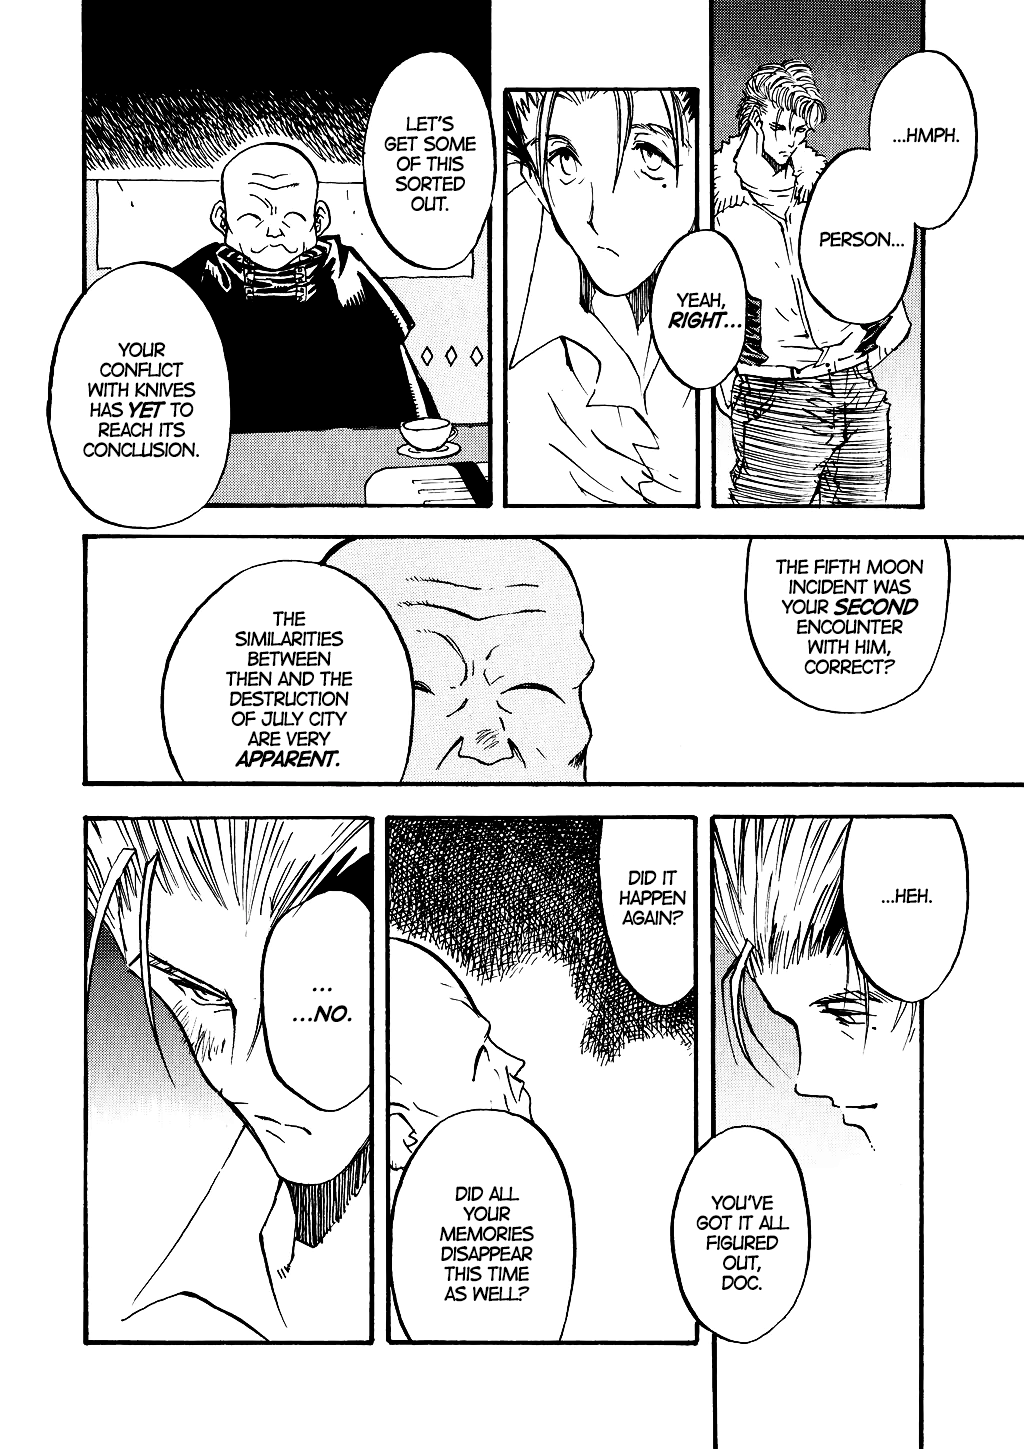 ...HMPH.
PERSON...
YEAH,
RIGHT...
LET'S
GET SOME
OF THIS
SORTED
OUT.
YOUR
CONFLICT
WITH KNIVES
HAS YET TO
REACH ITS
CONCLUSION.
THE FIFTH MOON
INCIDENT WAS
YOUR SECOND
ENCOUNTER
WITH HIM,
CORRECT?
THE
SIMILARITIES
BETWEEN
THEN AND THE
DESTRUCTION
OF JULY CITY
ARE VERY
APPARENT.
...HEH.
YOU'VE
GOT IT ALL
FIGURED
OUT,
DOC.
DID IT
HAPPEN
AGAIN?
DID ALL
YOUR
MEMORIES
DISAPPEAR
THIS TIME
AS WELL?
...
...NO.